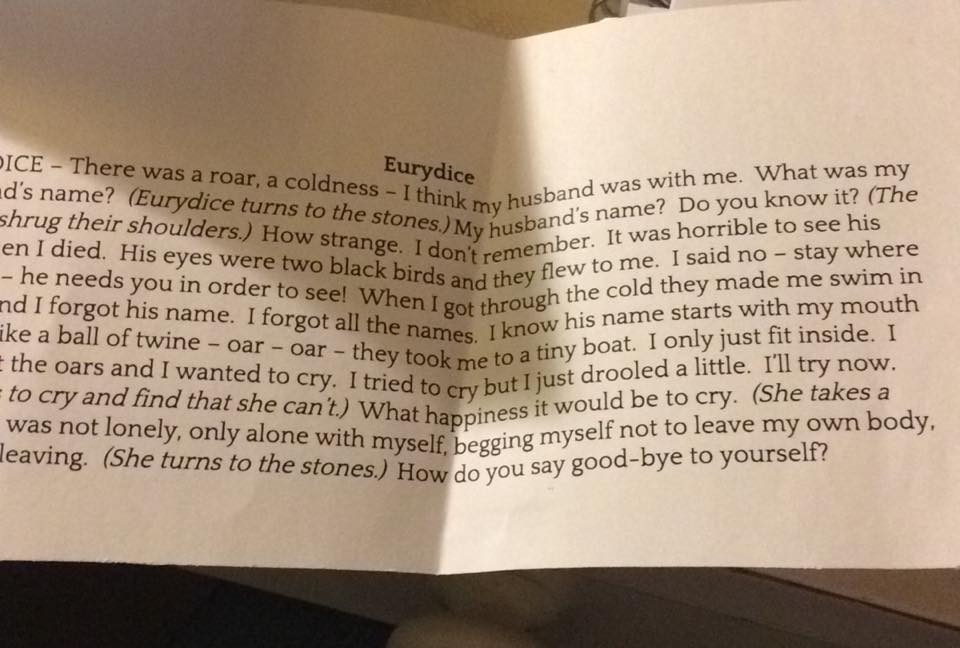 Eurydice
DICE – There was a roar, a coldness – I think my husband was with me. What was my
nd's name? (Eurydice turns to the stones.) My husband's name? Do you know it? (The
shrug their shoulders.) How strange. I don't remember. It was horrible to see his
en I died. His eyes were two black birds and they flew to me. I said no – stay where
– he needs you in order to see! When I got through the cold they made me swim in
nd I forgot his name. I forgot all the names. I know his name starts with my mouth
ike a ball of twine – oar – oar – they took me to a tiny boat. I only just fit inside. I
t the oars and I wanted to cry. I tried to cry but I just drooled a little. I'll try now.
to cry and find that she can't.) What happiness it would be to cry. (She takes a
was not lonely, only alone with myself, begging myself not to leave my own body,
leaving. (She turns to the stones.) How do you say good-bye to yourself?